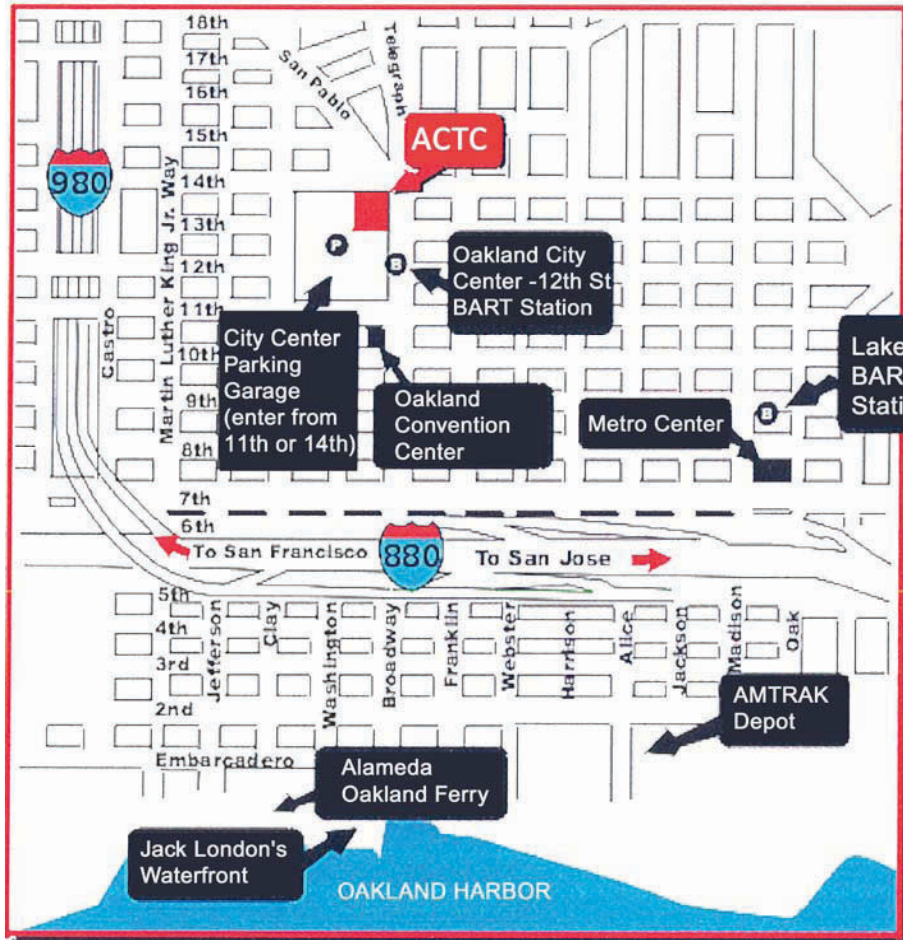 18th
17th
16th
15th
14th
13th
12th
11th
10th
9th
8th
7th
6th
5th
4th
3rd
2nd
Embarcadero
San Pablo
Telegraph
ACTC
980
Martin Luther King Jr. Way
Castro
P
B
Oakland City
Center -12th St
BART Station
City Center
Parking
Garage
(enter from
11th or 14th)
Oakland
Convention
Center
Metro Center
B
Lake
BAR
Stati
To San Francisco
880
To San Jose
Jefferson
Clay
Washington
Broadway
Franklin
Webster
Harrison
Alice
Jackson
Madison
Oak
AMTRAK
Depot
Alameda
Oakland Ferry
Jack London's
Waterfront
OAKLAND HARBOR